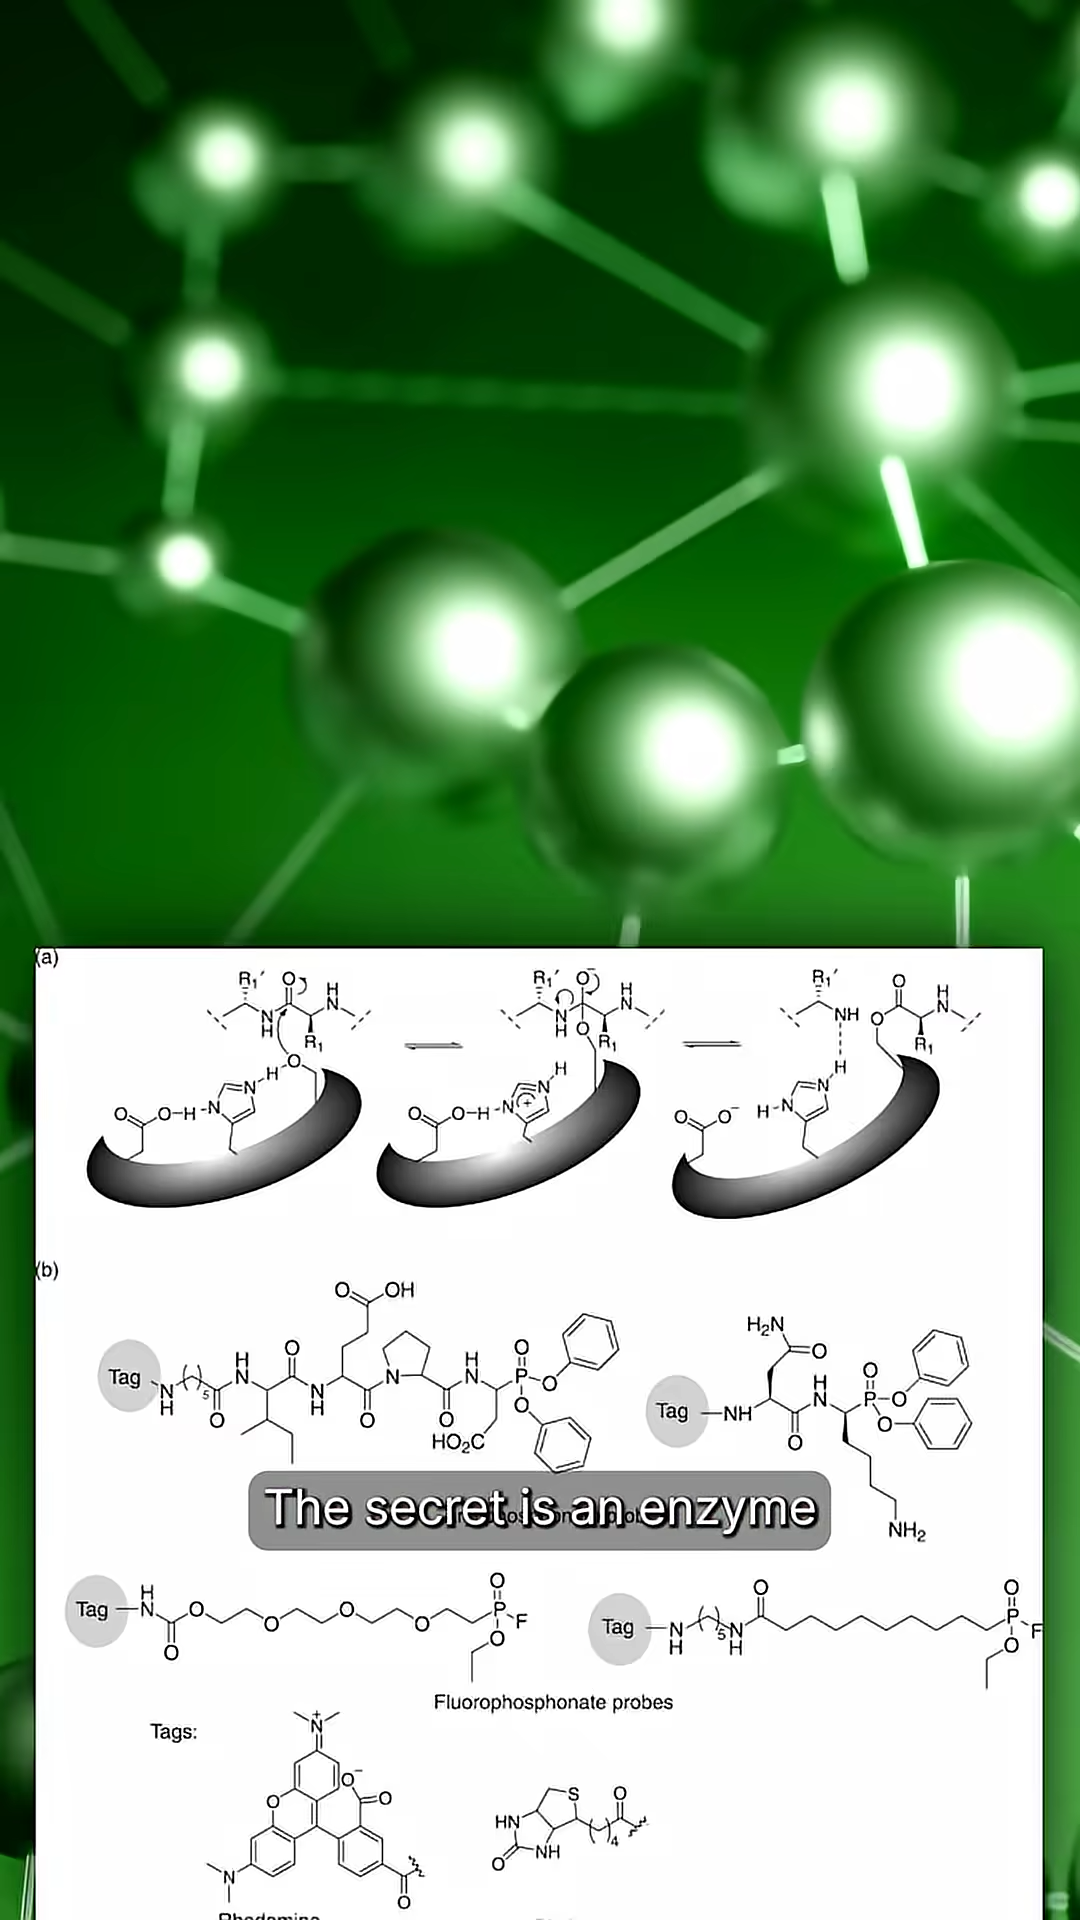 (a)
R₁′ O H N
N H R₁
H O
O O–H–N N
R₁′ O⁻ H N
N H O R₁
H
O O–H–N + N
R₁′ O H N
NH O R₁
H
O O⁻ H–N N
(b)
O OH
Tag N H ( )5 O H N O N H O N O H N O P O O HO₂C
H₂N O
Tag NH O H N O P O O NH₂
The secret is an enzyme
Tag H N O O O O O O P F O
Tag N H ( )5 N H O O P F O
Fluorophosphonate probes
Tags:
N + O⁻ O O N O
HN O NH S ( )4 O